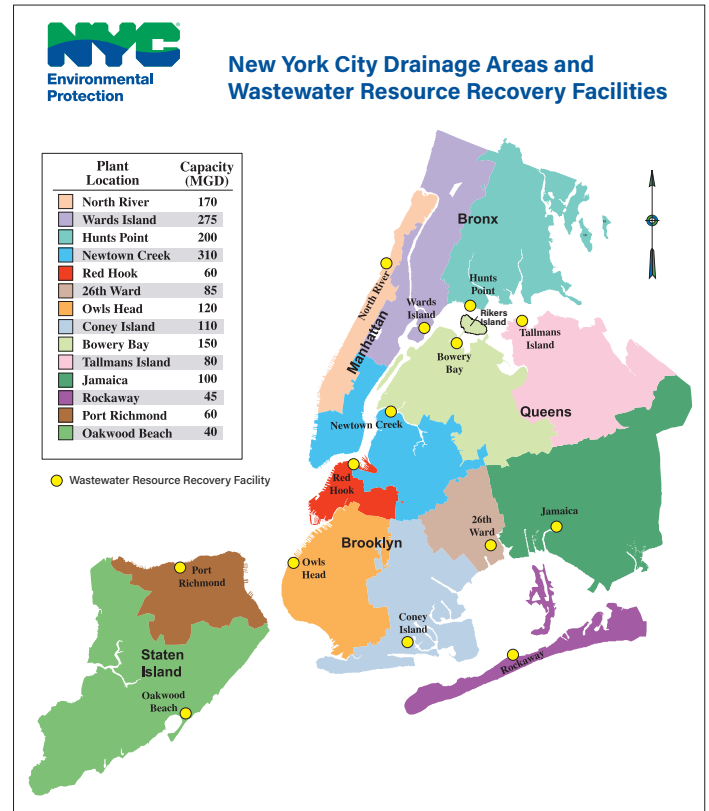 NYC
Environmental
Protection
New York City Drainage Areas and
Wastewater Resource Recovery Facilities
Plant Location Capacity (MGD)
North River 170
Wards Island 275
Hunts Point 200
Newtown Creek 310
Red Hook 60
26th Ward 85
Owls Head 120
Coney Island 110
Bowery Bay 150
Tallmans Island 80
Jamaica 100
Rockaway 45
Port Richmond 60
Oakwood Beach 40
Wastewater Resource Recovery Facility
Bronx
North River
Manhattan
Wards
Island
Hunts
Point
Rikers
Island
Tallmans
Island
Bowery
Bay
Queens
Newtown Creek
Red
Hook
26th
Ward
Jamaica
Brooklyn
Owls
Head
Coney
Island
Rockaway
Port
Richmond
Staten
Island
Oakwood
Beach